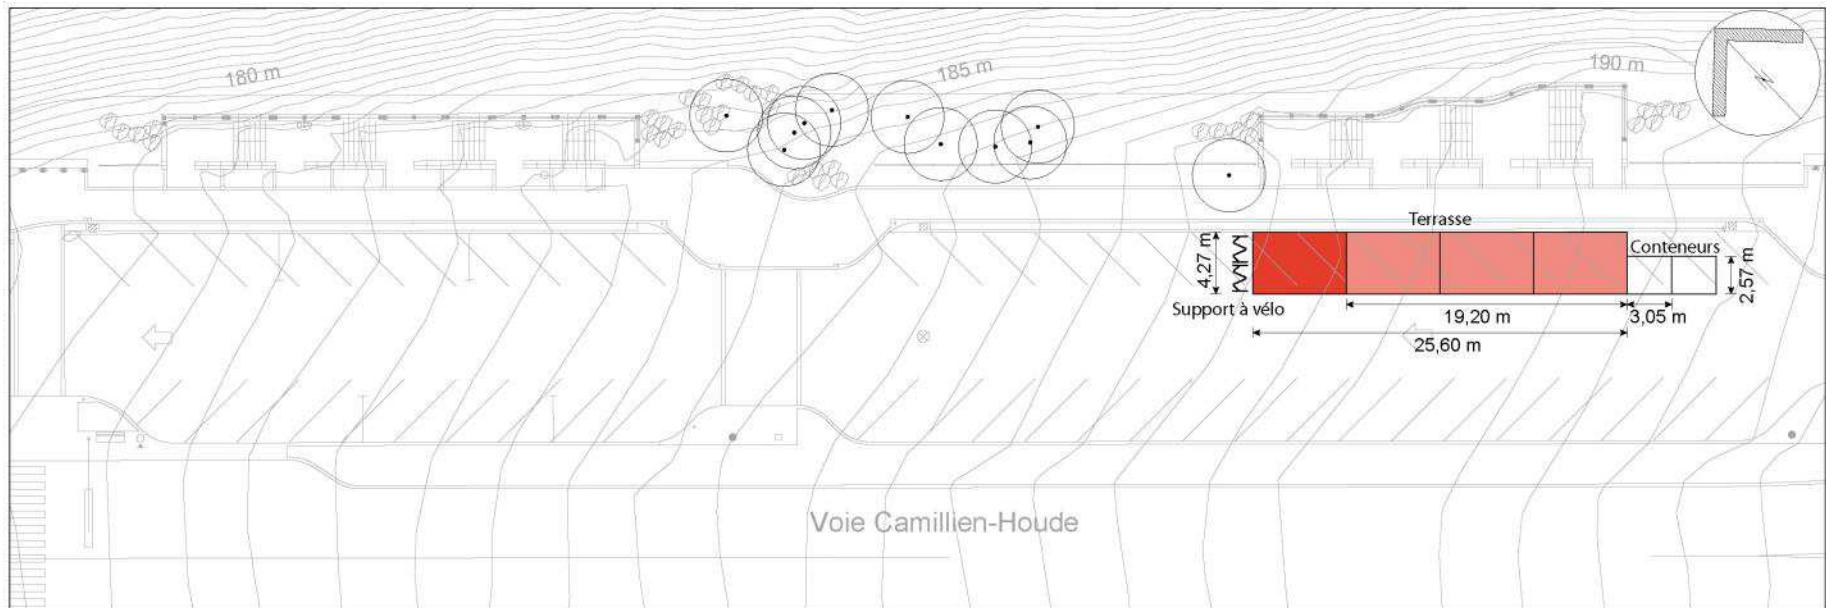 180 m
185 m
190 m
N
Terrasse
Conteneurs
4,27 m
2,57 m
Support à vélo
19,20 m
3,05 m
25,60 m
Voie Camillien-Houde